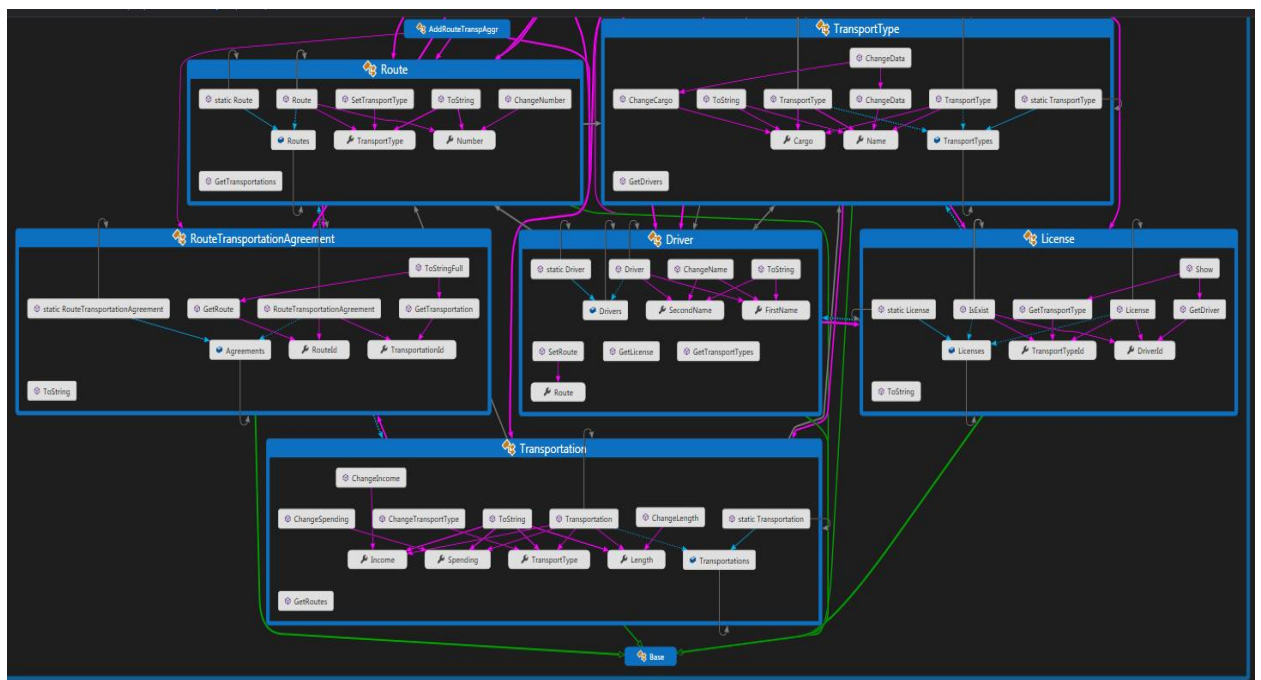 AddRouteTranspAggr
TransportType
ChangeData
ChangeCargo ToString TransportType ChangeData TransportType static TransportType
Cargo Name TransportTypes
GetDrivers
Route
static Route Route SetTransportType ToString ChangeNumber
Routes TransportType Number
GetTransportations
RouteTransportationAgreement
ToStringFull
static RouteTransportationAgreement GetRoute RouteTransportationAgreement GetTransportation
Agreements RouteId TransportationId
ToString
Driver
static Driver Driver ChangeName ToString
Drivers SecondName FirstName
SetRoute GetLicense GetTransportTypes
Route
License
Show
static License IsExist GetTransportType License GetDriver
Licenses TransportTypeId DriverId
ToString
Transportation
ChangeIncome
ChangeSpending ChangeTransportType ToString Transportation ChangeLength static Transportation
Income Spending TransportType Length Transportations
GetRoutes
Base